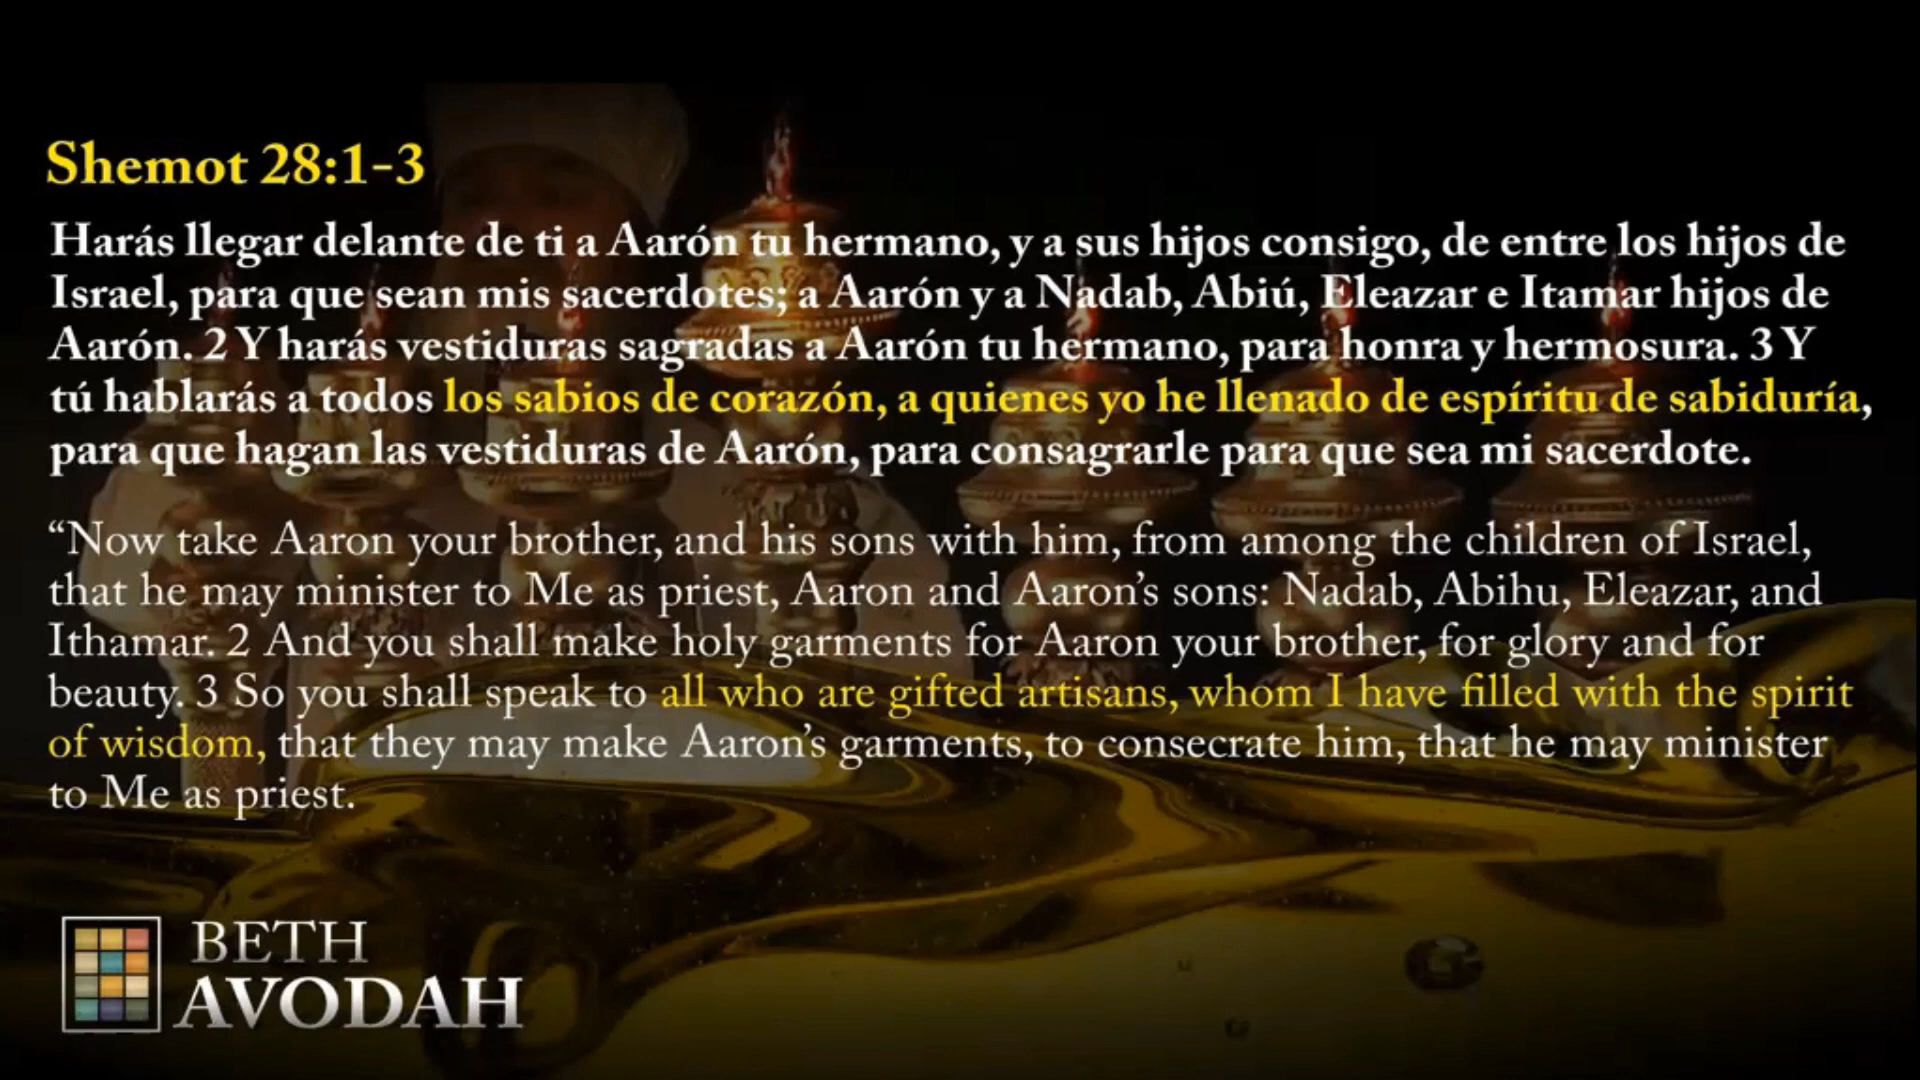 Shemot 28:1-3
Harás llegar delante de ti a Aarón tu hermano, y a sus hijos consigo, de entre los hijos de
Israel, para que sean mis sacerdotes; a Aarón y a Nadab, Abiú, Eleazar e Itamar hijos de
Aarón. 2 Y harás vestiduras sagradas a Aarón tu hermano, para honra y hermosura. 3 Y
tú hablarás a todos los sabios de corazón, a quienes yo he llenado de espíritu de sabiduría,
para que hagan las vestiduras de Aarón, para consagrarle para que sea mi sacerdote.
“Now take Aaron your brother, and his sons with him, from among the children of Israel,
that he may minister to Me as priest, Aaron and Aaron’s sons: Nadab, Abihu, Eleazar, and
Ithamar. 2 And you shall make holy garments for Aaron your brother, for glory and for
beauty. 3 So you shall speak to all who are gifted artisans, whom I have filled with the spirit
of wisdom, that they may make Aaron’s garments, to consecrate him, that he may minister
to Me as priest.
BETH
AVODAH